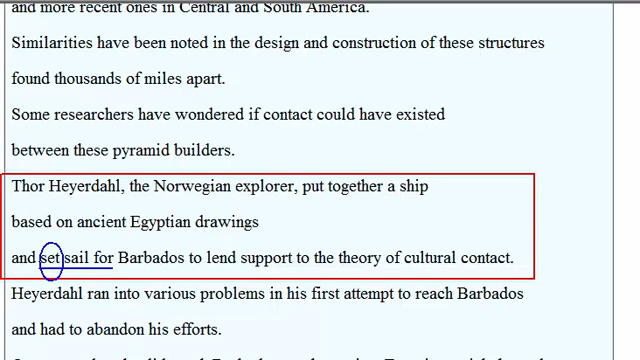 and more recent ones in Central and South America.
Similarities have been noted in the design and construction of these structures
found thousands of miles apart.
Some researchers have wondered if contact could have existed
between these pyramid builders.
Thor Heyerdahl, the Norwegian explorer, put together a ship
based on ancient Egyptian drawings
and set sail for Barbados to lend support to the theory of cultural contact.
Heyerdahl ran into various problems in his first attempt to reach Barbados
and had to abandon his efforts.